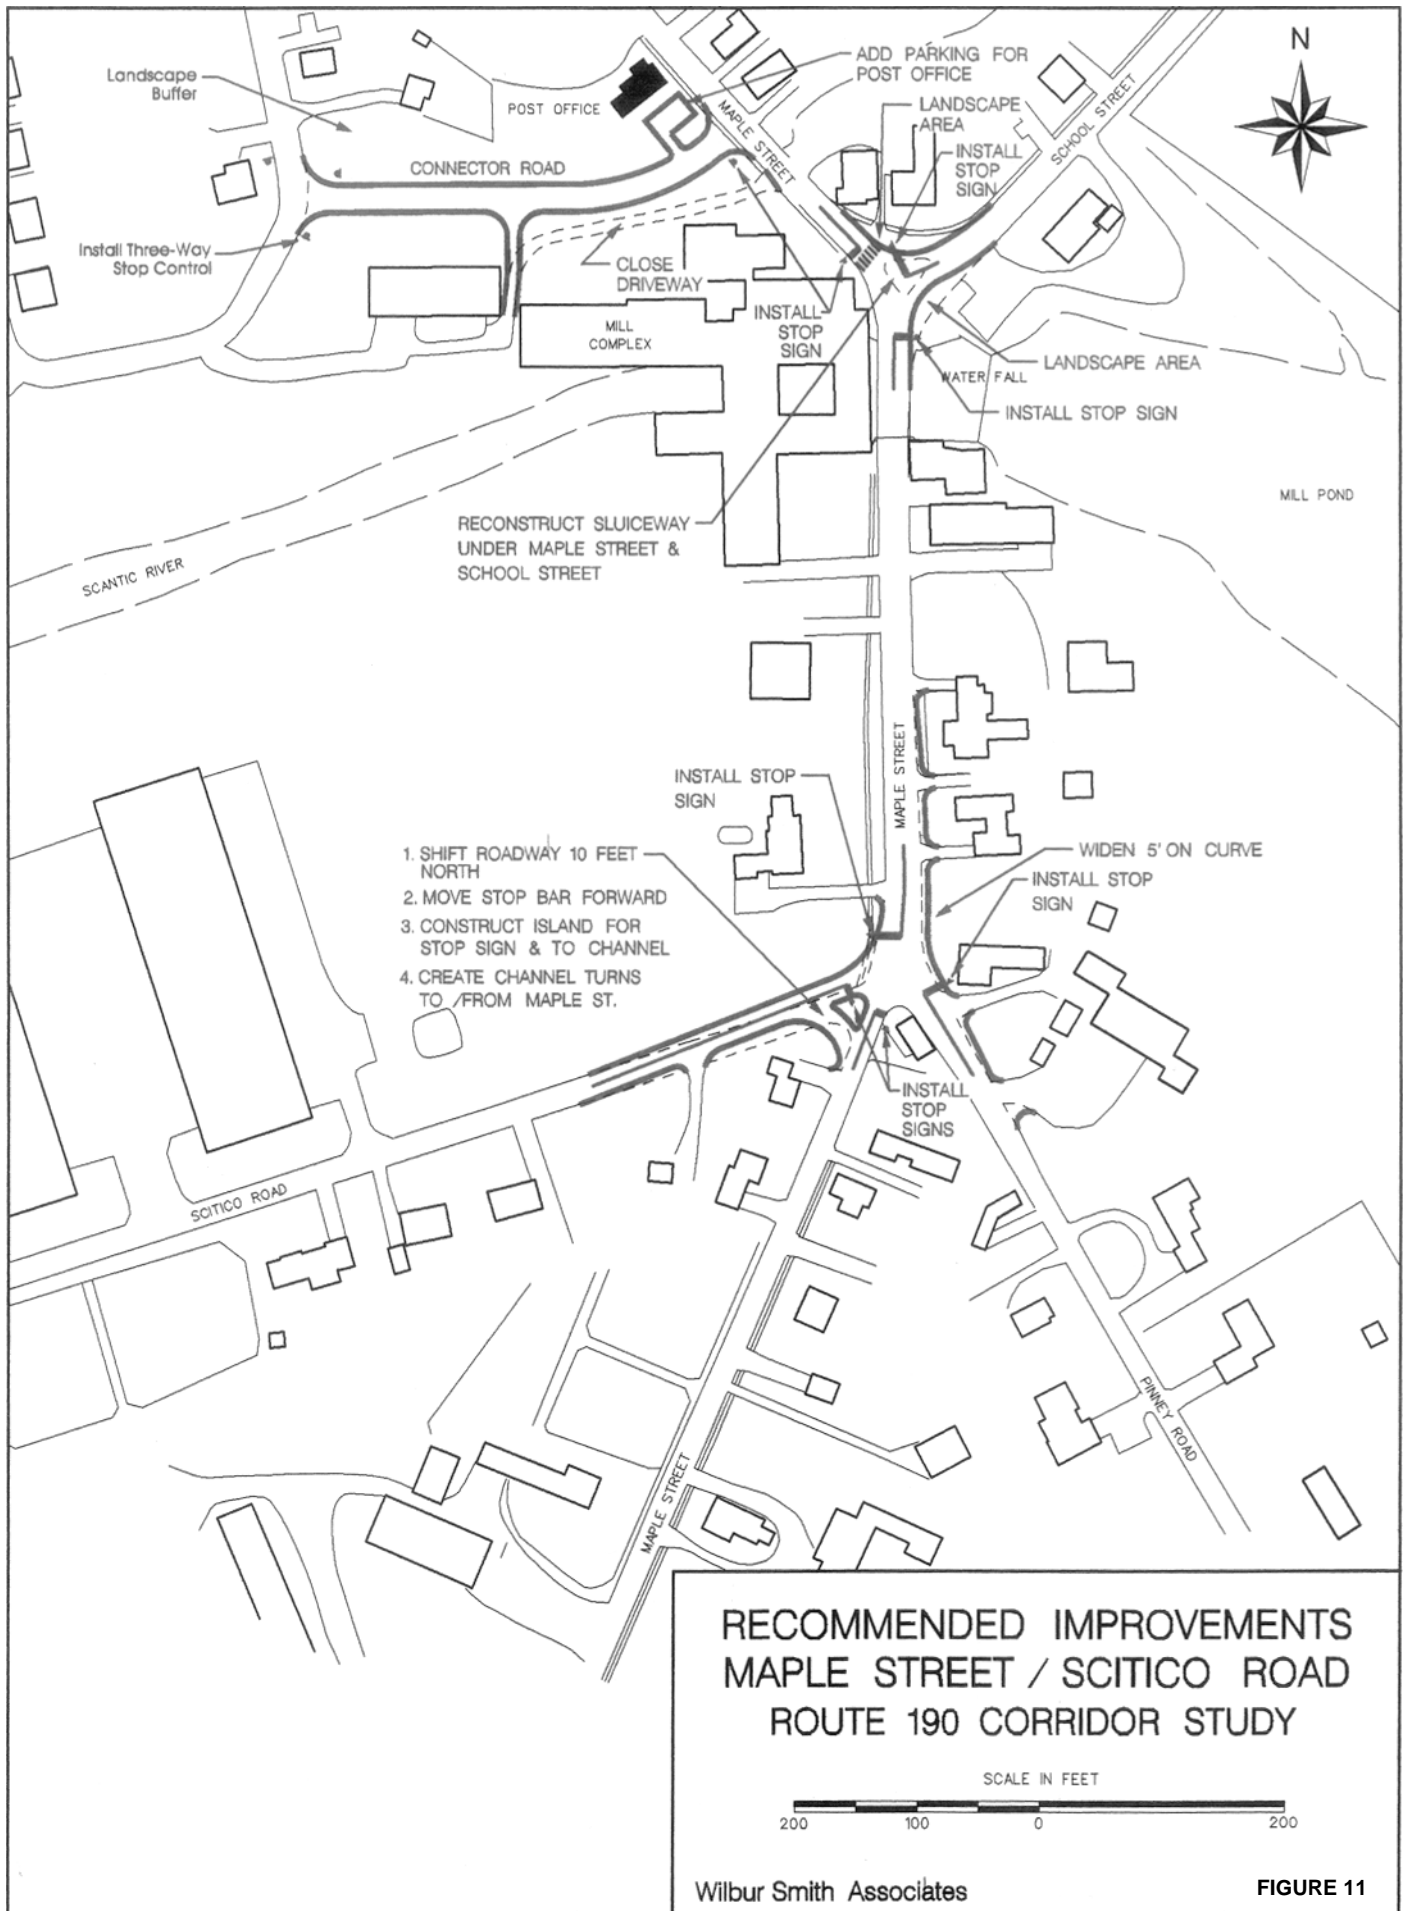 N
ADD PARKING FOR
POST OFFICE
Landscape
Buffer
POST OFFICE
MAPLE STREET
LANDSCAPE
AREA
SCHOOL STREET
INSTALL
STOP
SIGN
CONNECTOR ROAD
Install Three-Way
Stop Control
CLOSE
DRIVEWAY
INSTALL
STOP
SIGN
MILL
COMPLEX
LANDSCAPE AREA
WATER FALL
INSTALL STOP SIGN
MILL POND
RECONSTRUCT SLUICEWAY
UNDER MAPLE STREET &
SCHOOL STREET
SCANTIC RIVER
MAPLE STREET
INSTALL STOP
SIGN
1. SHIFT ROADWAY 10 FEET
NORTH
2. MOVE STOP BAR FORWARD
3. CONSTRUCT ISLAND FOR
STOP SIGN & TO CHANNEL
4. CREATE CHANNEL TURNS
TO /FROM MAPLE ST.
WIDEN 5' ON CURVE
INSTALL STOP
SIGN
INSTALL
STOP
SIGNS
SCITICO ROAD
PINNEY ROAD
MAPLE STREET
RECOMMENDED IMPROVEMENTS
MAPLE STREET / SCITICO ROAD
ROUTE 190 CORRIDOR STUDY
SCALE IN FEET
200 100 0 200
Wilbur Smith Associates
FIGURE 11